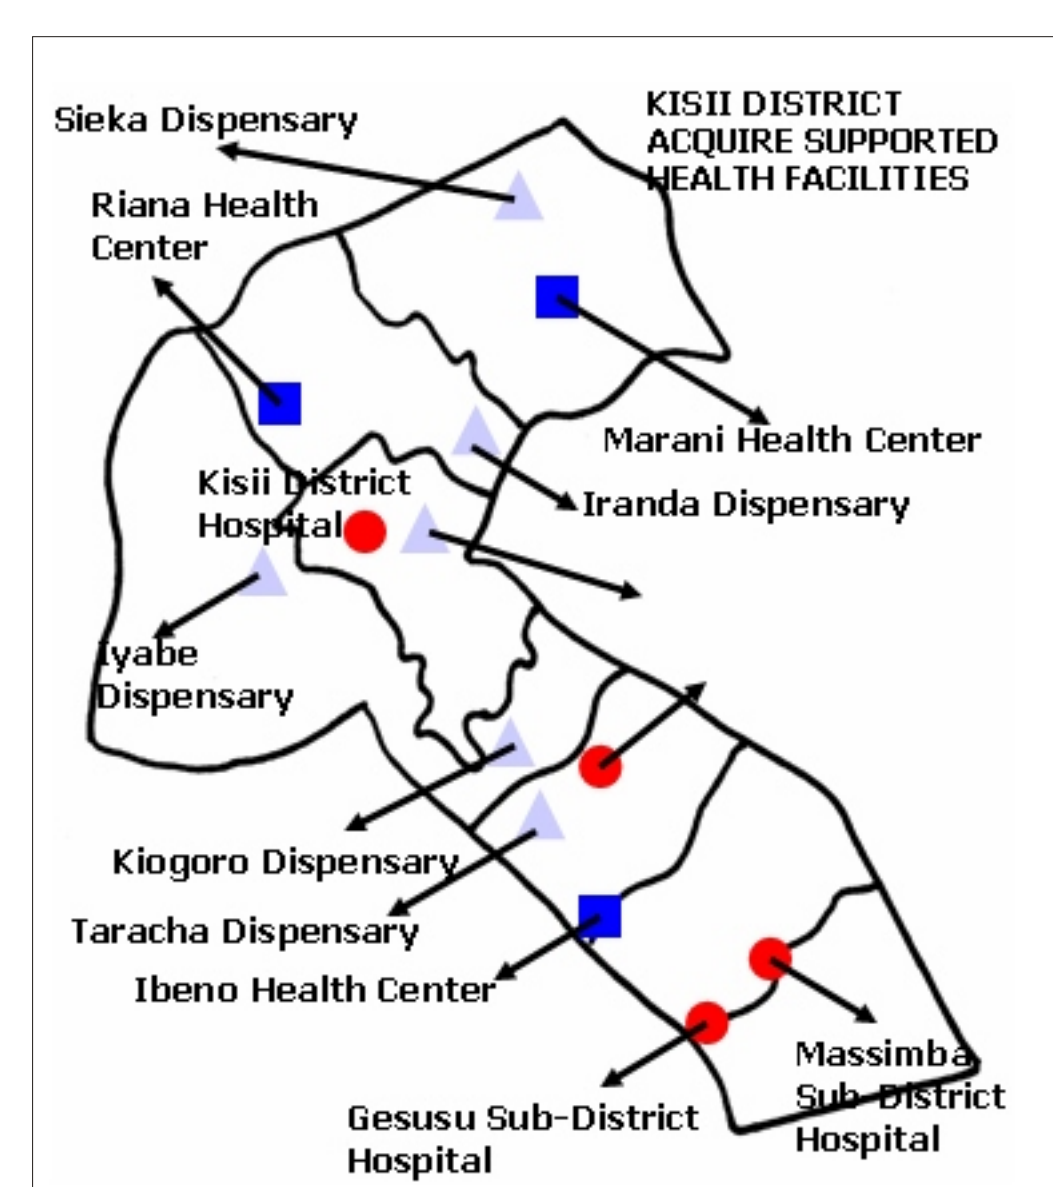 KISII DISTRICT
ACQUIRE SUPPORTED
HEALTH FACILITIES
Sieka Dispensary
Riana Health
Center
Marani Health Center
Kisii District
Hospital
Iranda Dispensary
Iyabe
Dispensary
Kiogoro Dispensary
Taracha Dispensary
Ibeno Health Center
Massimba
Sub-District
Hospital
Gesusu Sub-District
Hospital